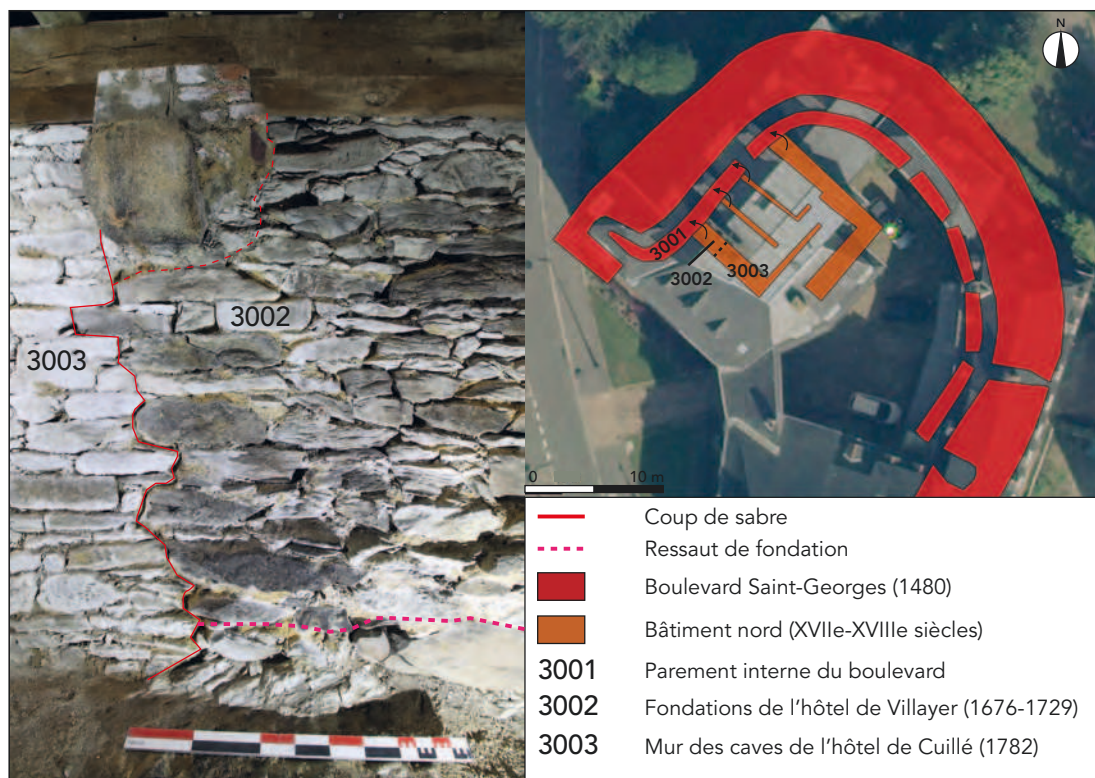 3002
3003
N
3001
3002
3003
0
10 m
Coup de sabre
Ressaut de fondation
Boulevard Saint-Georges (1480)
Bâtiment nord (XVIIe-XVIIIe siècles)
3001 Parement interne du boulevard
3002 Fondations de l'hôtel de Villayer (1676-1729)
3003 Mur des caves de l'hôtel de Cuillé (1782)